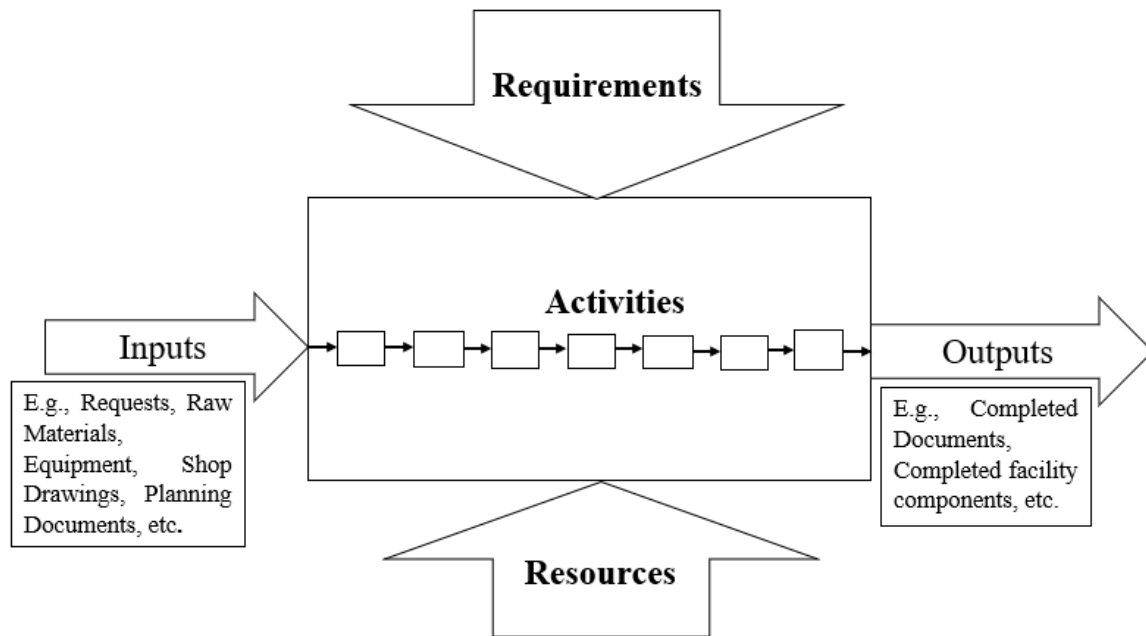 Requirements
Activities
Inputs
Outputs
E.g., Requests, Raw
Materials,
Equipment, Shop
Drawings, Planning
Documents, etc.
E.g., Completed
Documents,
Completed facility
components, etc.
Resources